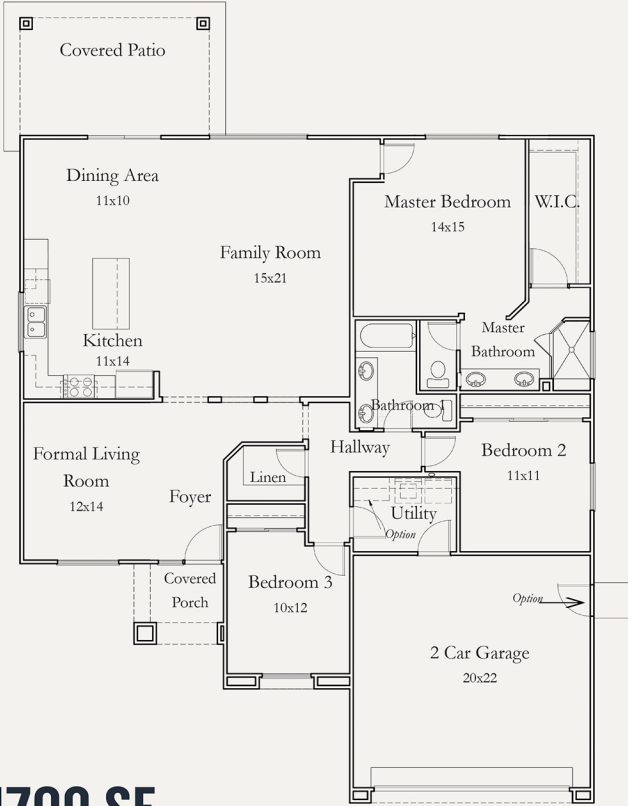 Covered Patio
Dining Area
11x10
Master Bedroom
14x15
W.I.C.
Family Room
15x21
Kitchen
11x14
Master
Bathroom
Bathroom 1
Formal Living
Room
12x14
Hallway
Bedroom 2
11x11
Linen
Foyer
Utility
Option
Covered
Porch
Bedroom 3
10x12
Option
2 Car Garage
20x22